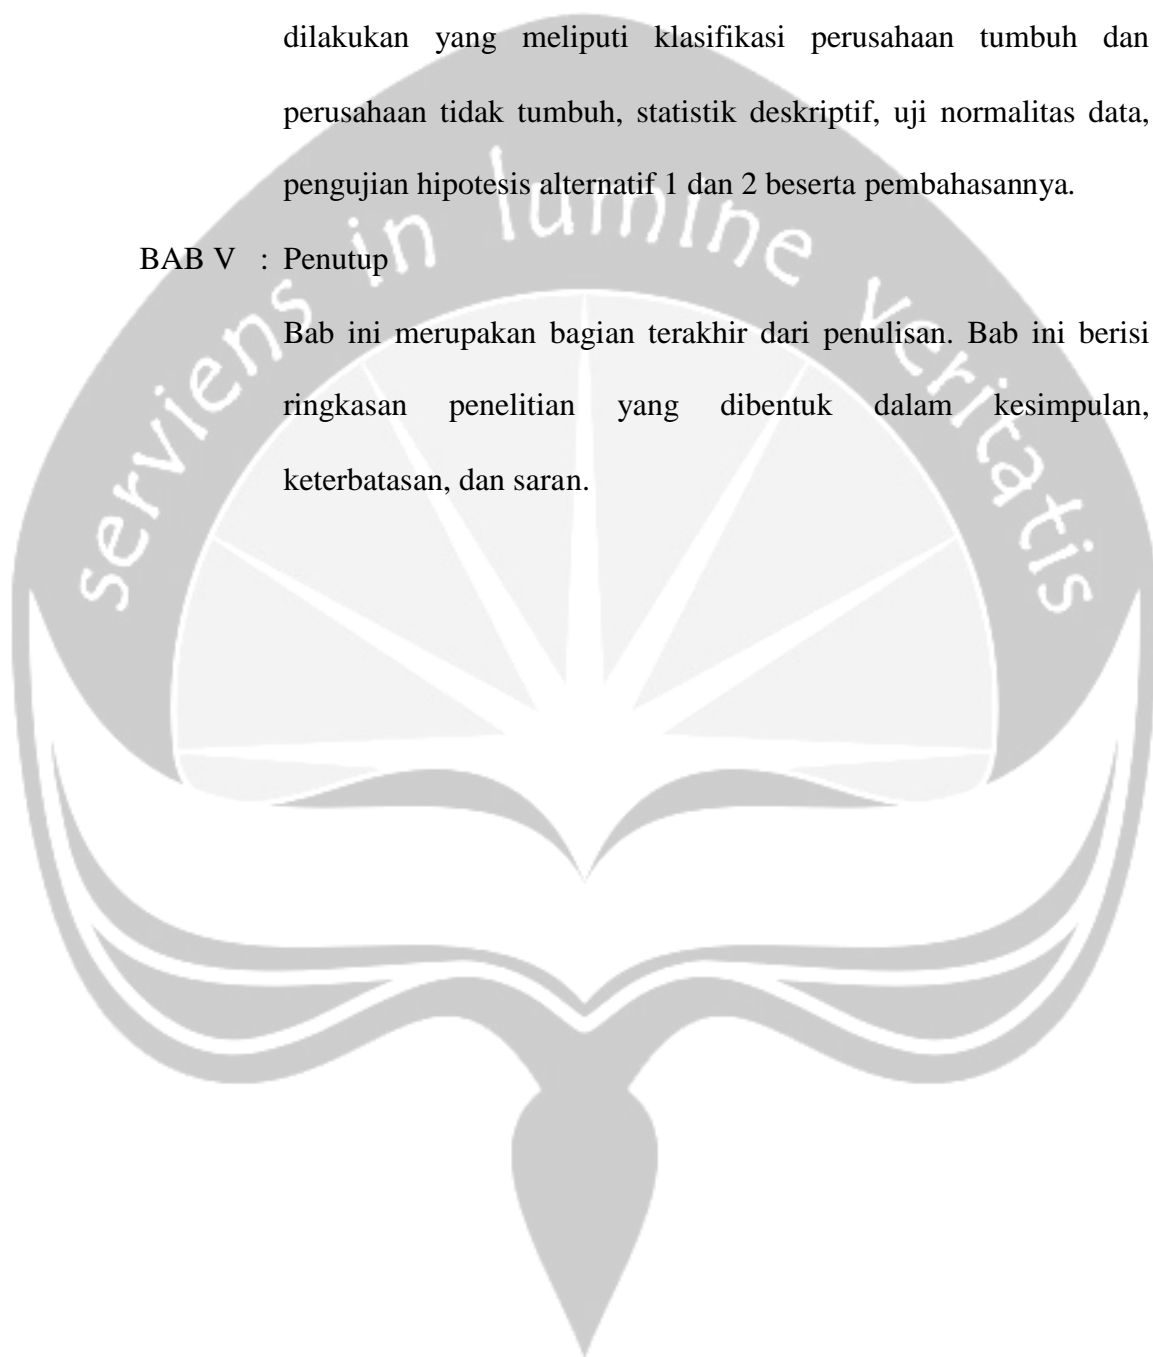 dilakukan yang meliputi klasifikasi perusahaan tumbuh dan
perusahaan tidak tumbuh, statistik deskriptif, uji normalitas data,
pengujian hipotesis alternatif 1 dan 2 beserta pembahasannya.
serviens in lumine veritatis
BAB V : Penutup
Bab ini merupakan bagian terakhir dari penulisan. Bab ini berisi
ringkasan penelitian yang dibentuk dalam kesimpulan,
keterbatasan, dan saran.